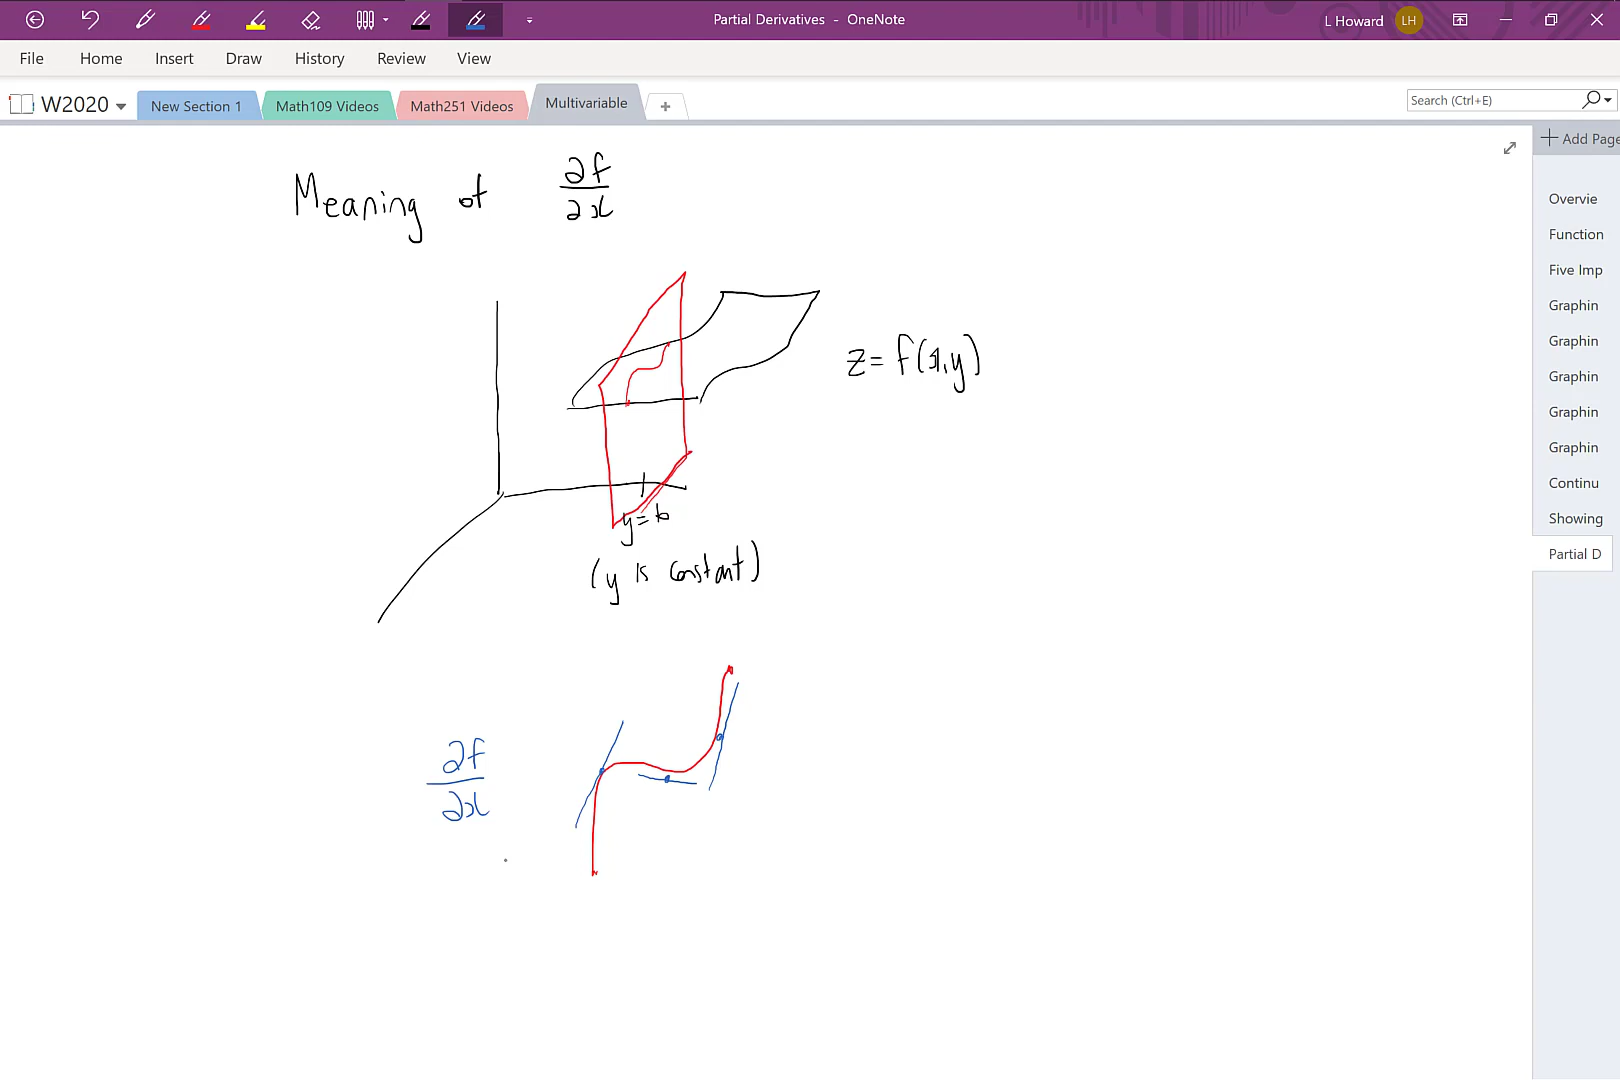 Partial Derivatives - OneNote
L Howard
LH
File Home Insert Draw History Review View
W2020
New Section 1
Math109 Videos
Math251 Videos
Multivariable
Search (Ctrl+E)
Add Page
Overvie
Function
Five Imp
Graphin
Graphin
Graphin
Graphin
Graphin
Continu
Showing
Partial D
Meaning of ∂f/∂x
z = f(x,y)
y = b
(y is constant)
∂f/∂x